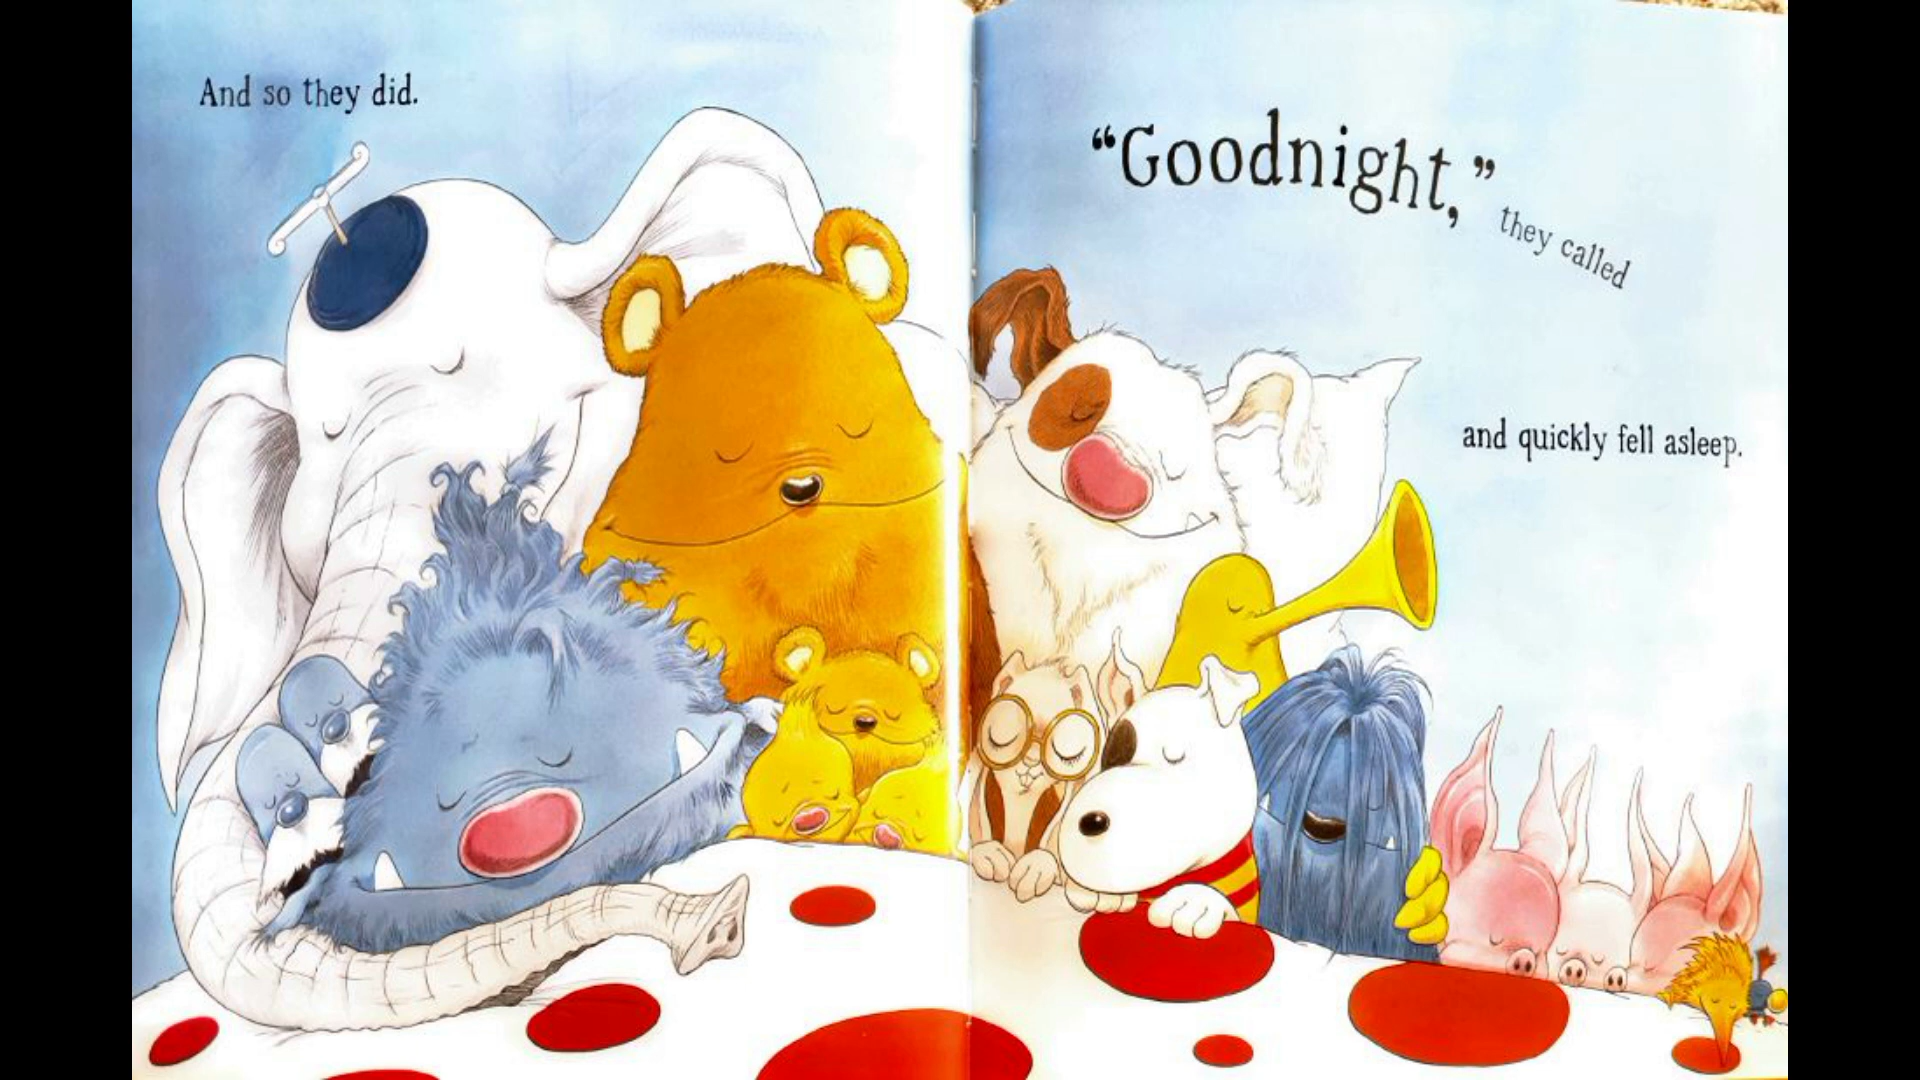 And so they did.
“Goodnight,” they called
and quickly fell asleep.